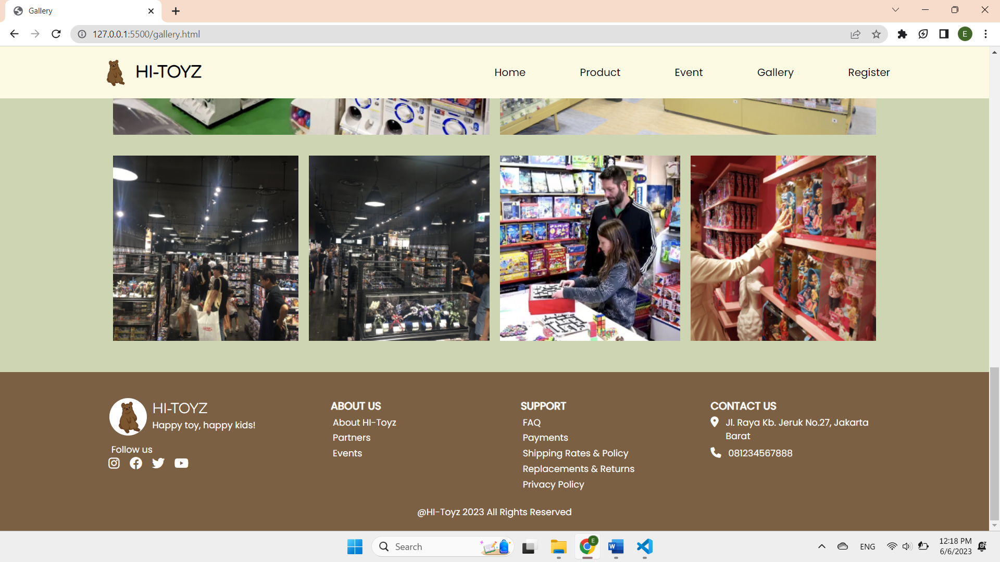 Gallery
127.0.0.1:5500/gallery.html
E
HI-TOYZ
Home
Product
Event
Gallery
Register
HI-TOYZ
Happy toy, happy kids!
Follow us
ABOUT US
About HI-Toyz
Partners
Events
SUPPORT
FAQ
Payments
Shipping Rates & Policy
Replacements & Returns
Privacy Policy
CONTACT US
Jl. Raya Kb. Jeruk No.27, Jakarta
Barat
081234567888
@HI-Toyz 2023 All Rights Reserved
Search
E
W
ENG
12:18 PM
6/6/2023